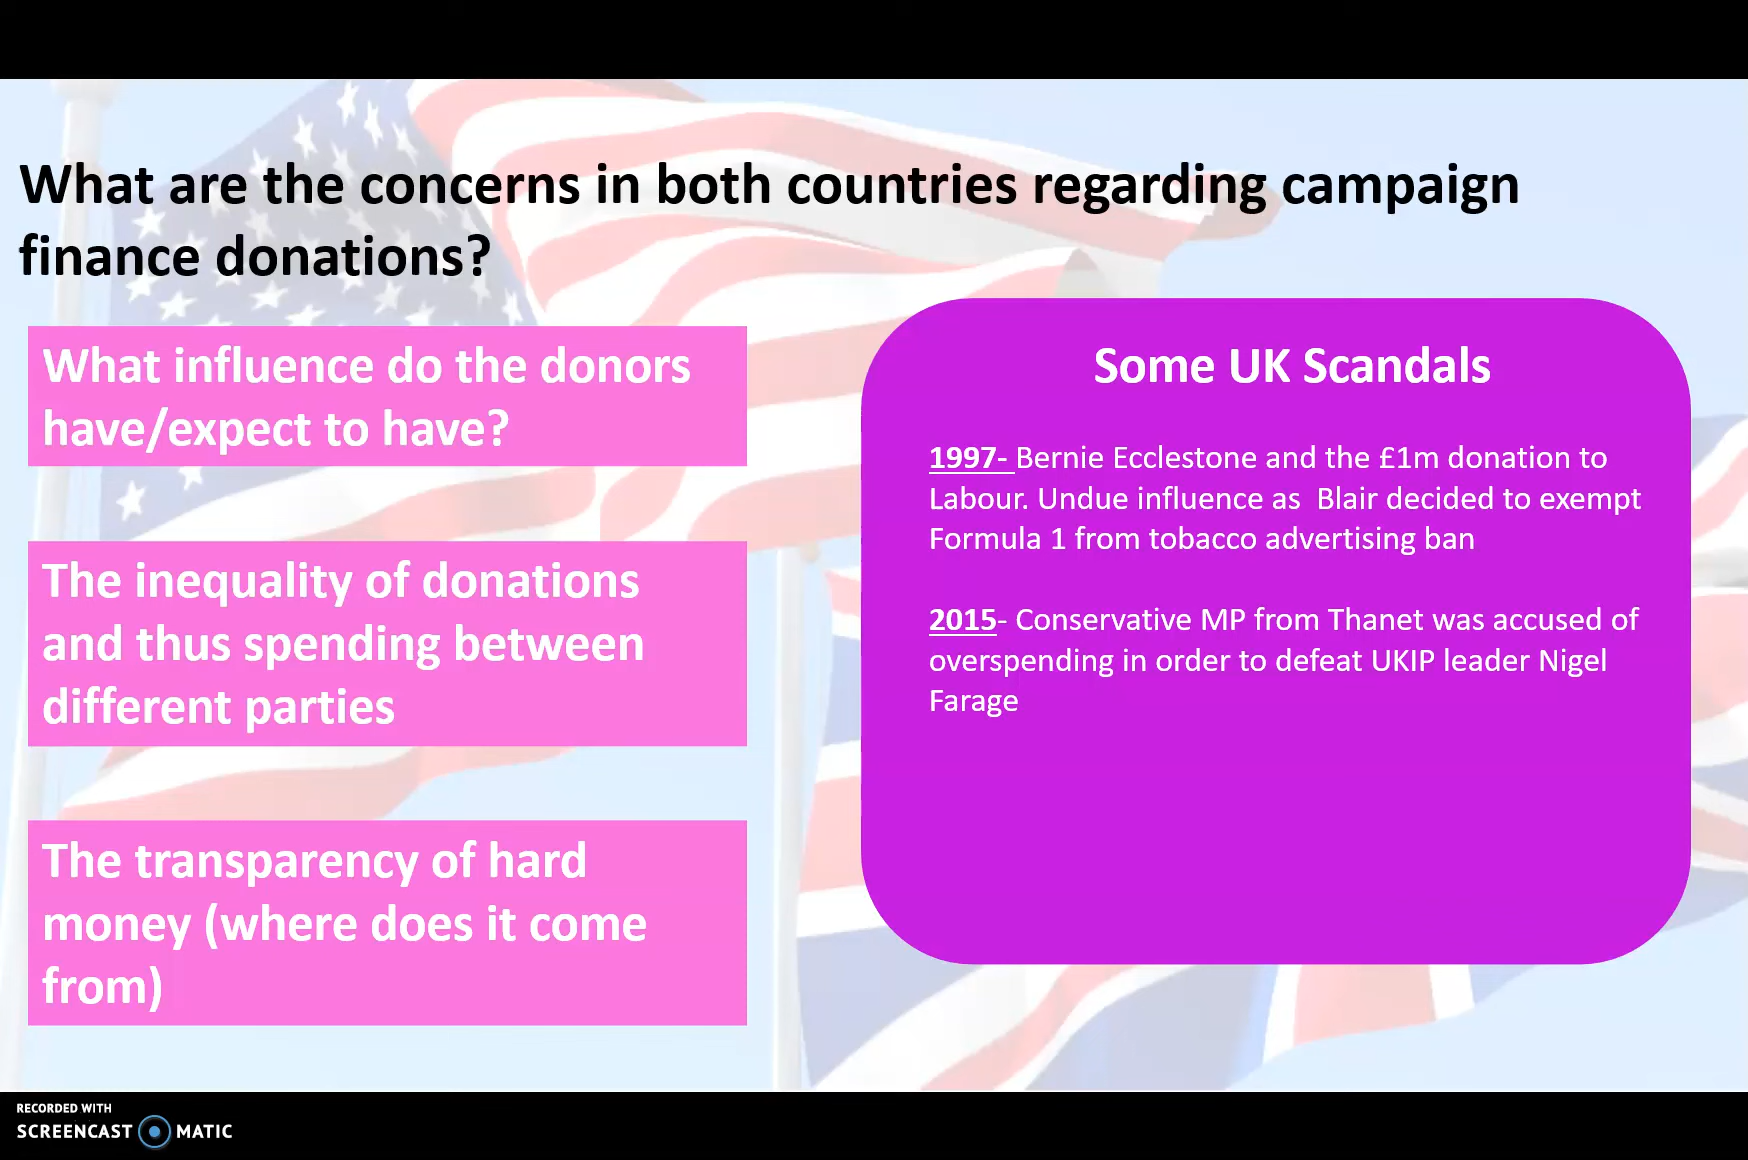 What are the concerns in both countries regarding campaign
finance donations?
What influence do the donors
have/expect to have?
The inequality of donations
and thus spending between
different parties
The transparency of hard
money (where does it come
from)
Some UK Scandals
1997- Bernie Ecclestone and the £1m donation to
Labour. Undue influence as  Blair decided to exempt
Formula 1 from tobacco advertising ban
2015- Conservative MP from Thanet was accused of
overspending in order to defeat UKIP leader Nigel
Farage
RECORDED WITH
SCREENCAST MATIC